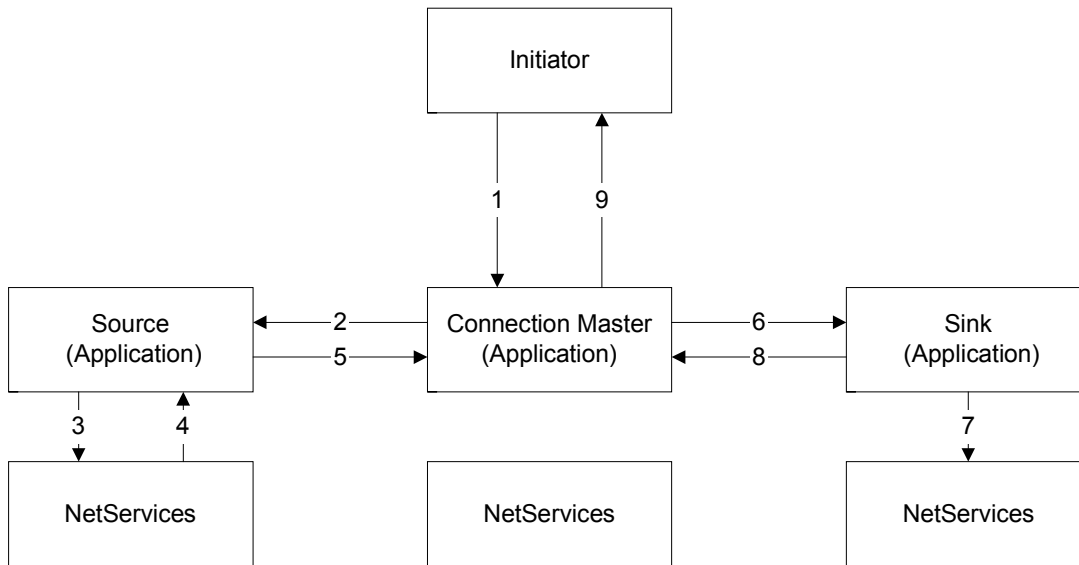 Initiator
1
9
Source
(Application)
2
5
Connection Master
(Application)
6
8
Sink
(Application)
3
4
7
NetServices
NetServices
NetServices